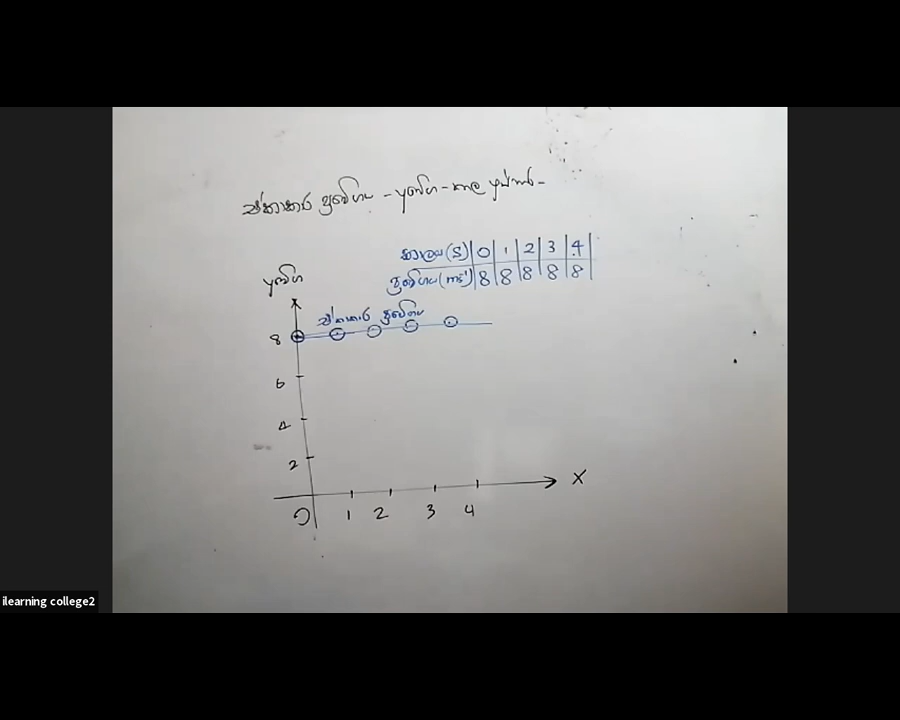 ඒකාකාර ප්‍රවේගය - ප්‍රවේග - කාල ප්‍රස්තාර -
කාලය (s) 0 1 2 3 4
ප්‍රවේගය (ms⁻¹) 8 8 8 8 8
ප්‍රවේග
ඒකාකාර ප්‍රවේගය
8
6
4
2
0 1 2 3 4
X
ilearning college2